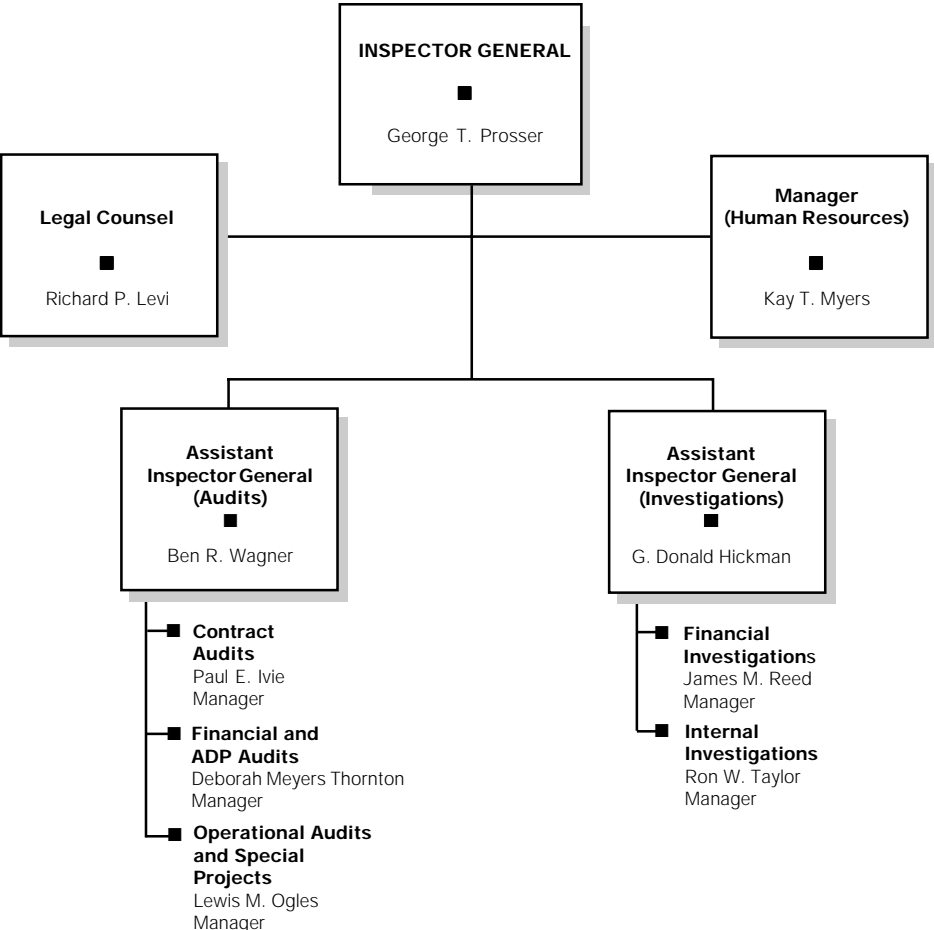 INSPECTOR GENERAL
George T. Prosser
Legal Counsel
Richard P. Levi
Manager
(Human Resources)
Kay T. Myers
Assistant
Inspector General
(Audits)
Ben R. Wagner
Assistant
Inspector General
(Investigations)
G. Donald Hickman
Contract
Audits
Paul E. Ivie
Manager
Financial and
ADP Audits
Deborah Meyers Thornton
Manager
Operational Audits
and Special
Projects
Lewis M. Ogles
Manager
Financial
Investigations
James M. Reed
Manager
Internal
Investigations
Ron W. Taylor
Manager